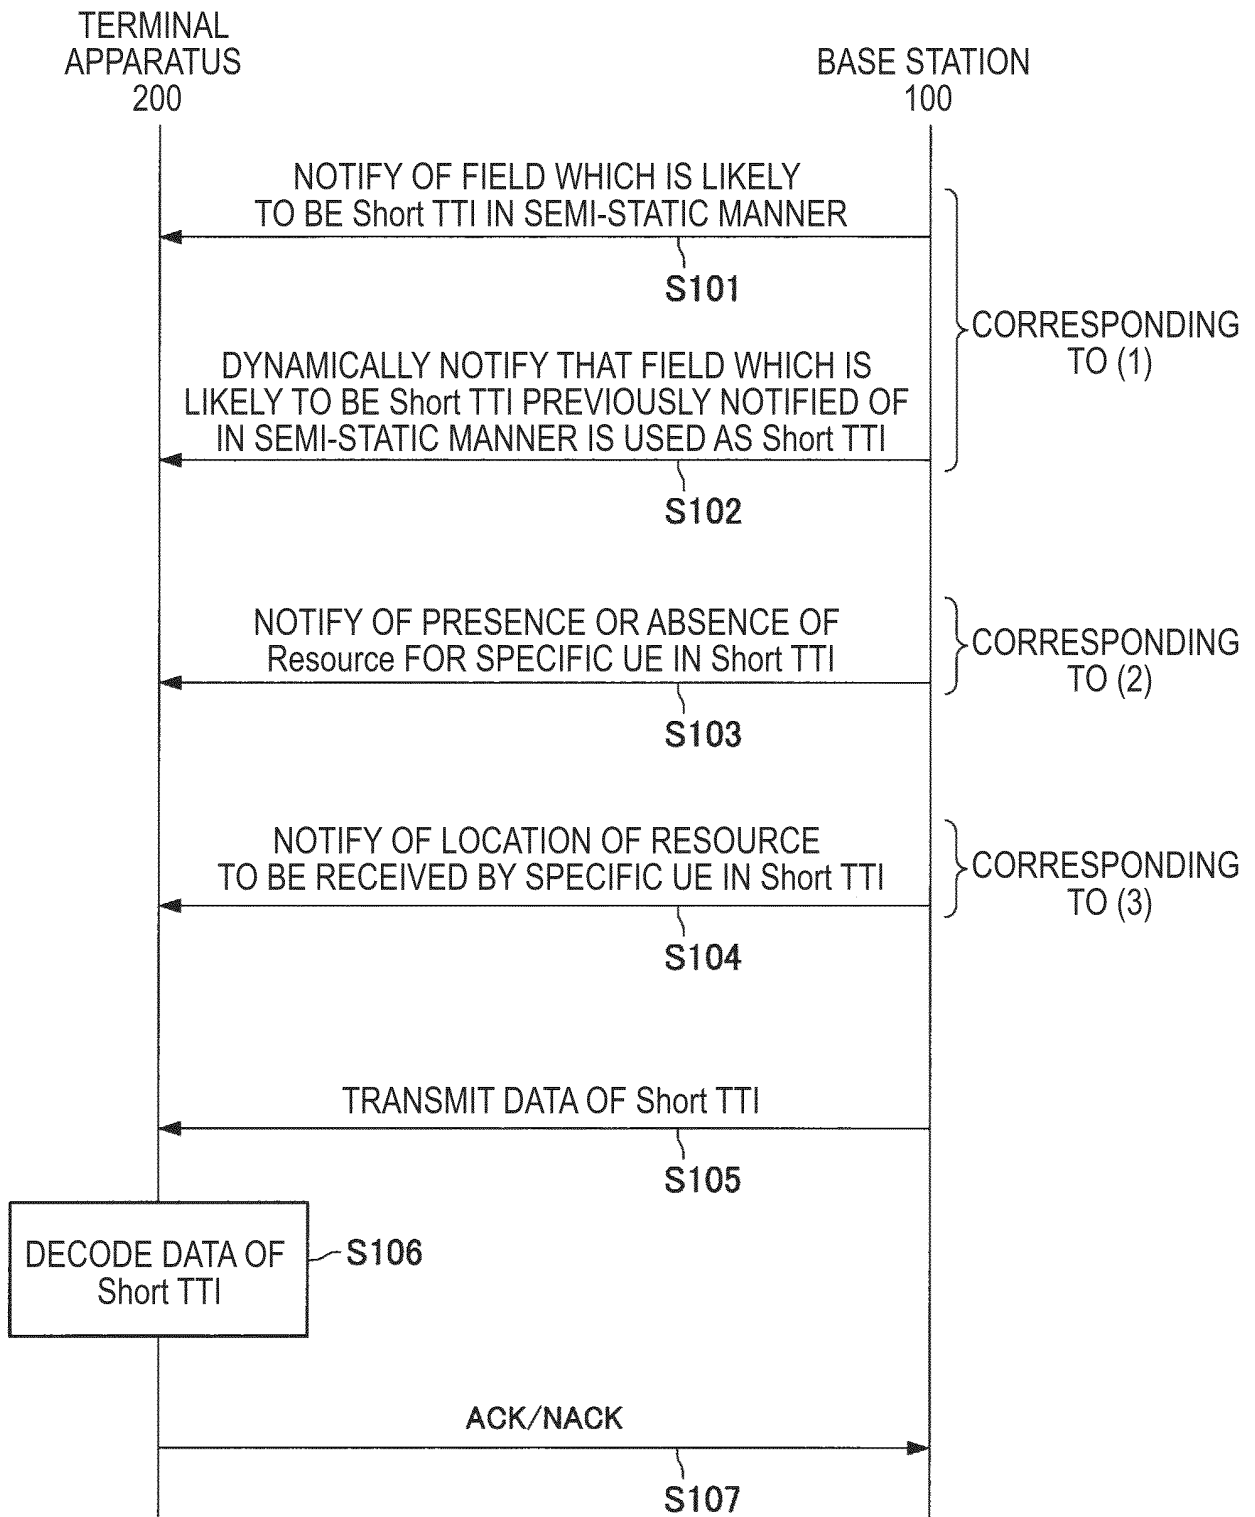 TERMINAL
APPARATUS
200
BASE STATION
100
NOTIFY OF FIELD WHICH IS LIKELY
TO BE Short TTI IN SEMI-STATIC MANNER
S101
DYNAMICALLY NOTIFY THAT FIELD WHICH IS
LIKELY TO BE Short TTI PREVIOUSLY NOTIFIED OF
IN SEMI-STATIC MANNER IS USED AS Short TTI
S102
CORRESPONDING
TO (1)
NOTIFY OF PRESENCE OR ABSENCE OF
Resource FOR SPECIFIC UE IN Short TTI
S103
CORRESPONDING
TO (2)
NOTIFY OF LOCATION OF RESOURCE
TO BE RECEIVED BY SPECIFIC UE IN Short TTI
S104
CORRESPONDING
TO (3)
TRANSMIT DATA OF Short TTI
S105
DECODE DATA OF
Short TTI
S106
ACK/NACK
S107